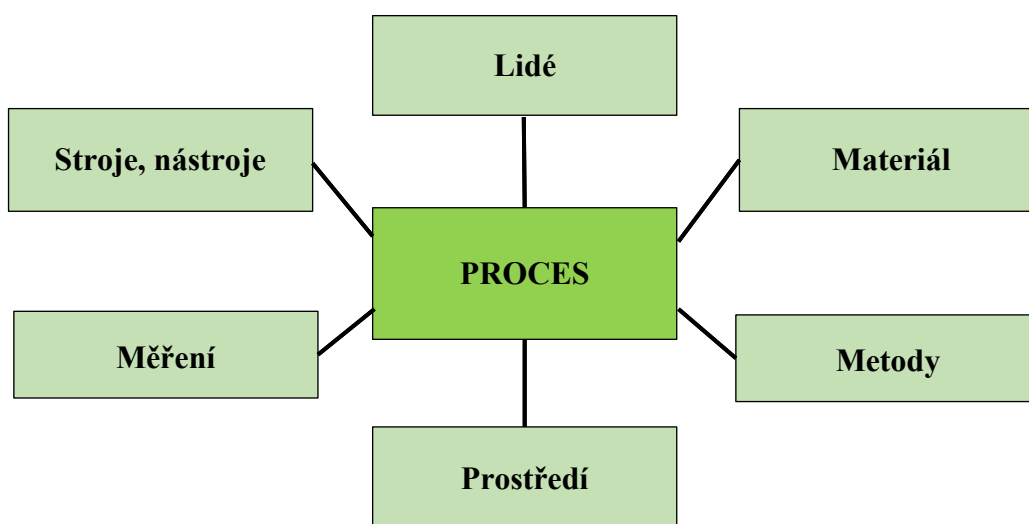 Lidé
Stroje, nástroje
Materiál
PROCES
Měření
Metody
Prostředí